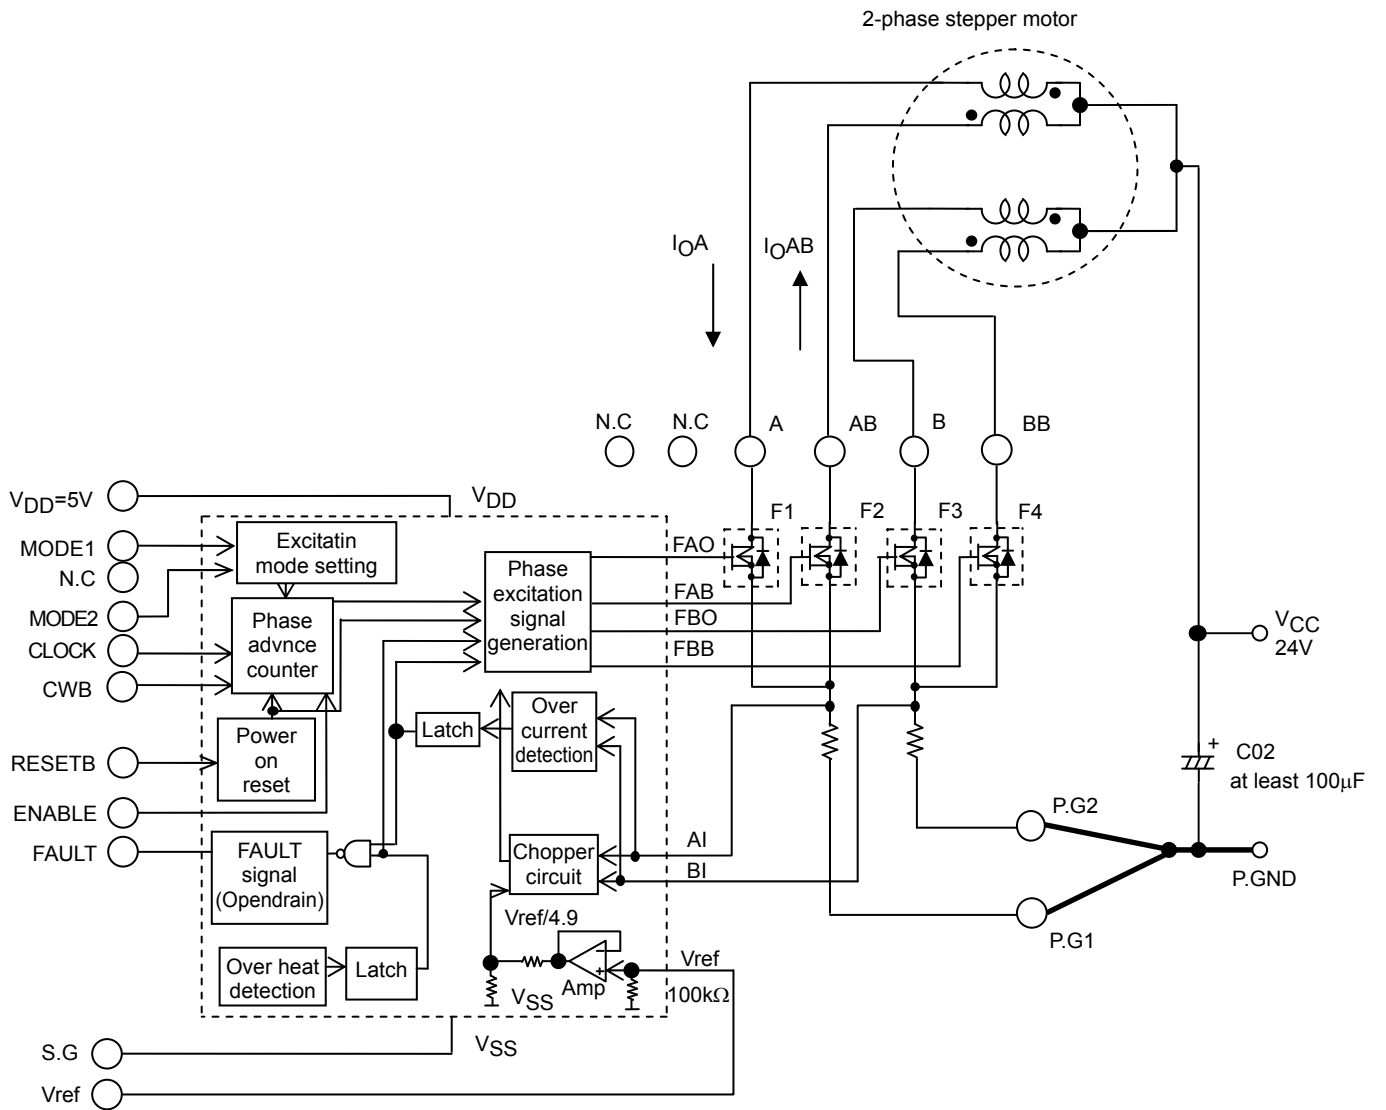 2-phase stepper motor
IOA
IOAB
N.C
N.C
A
AB
B
BB
VDD=5V
VDD
F1
F2
F3
F4
MODE1
Excitatin
mode setting
FAO
N.C
Phase
excitation
signal
generation
FAB
MODE2
Phase
advnce
counter
FBO
VCC
24V
CLOCK
FBB
CWB
Over
current
detection
Latch
Power
on
reset
RESETB
C02
+
at least 100μF
ENABLE
P.G2
FAULT
FAULT
signal
(Opendrain)
Chopper
circuit
AI
BI
P.GND
Vref/4.9
P.G1
Over heat
detection
Latch
-
+
Amp
Vref
100kΩ
VSS
S.G
VSS
Vref